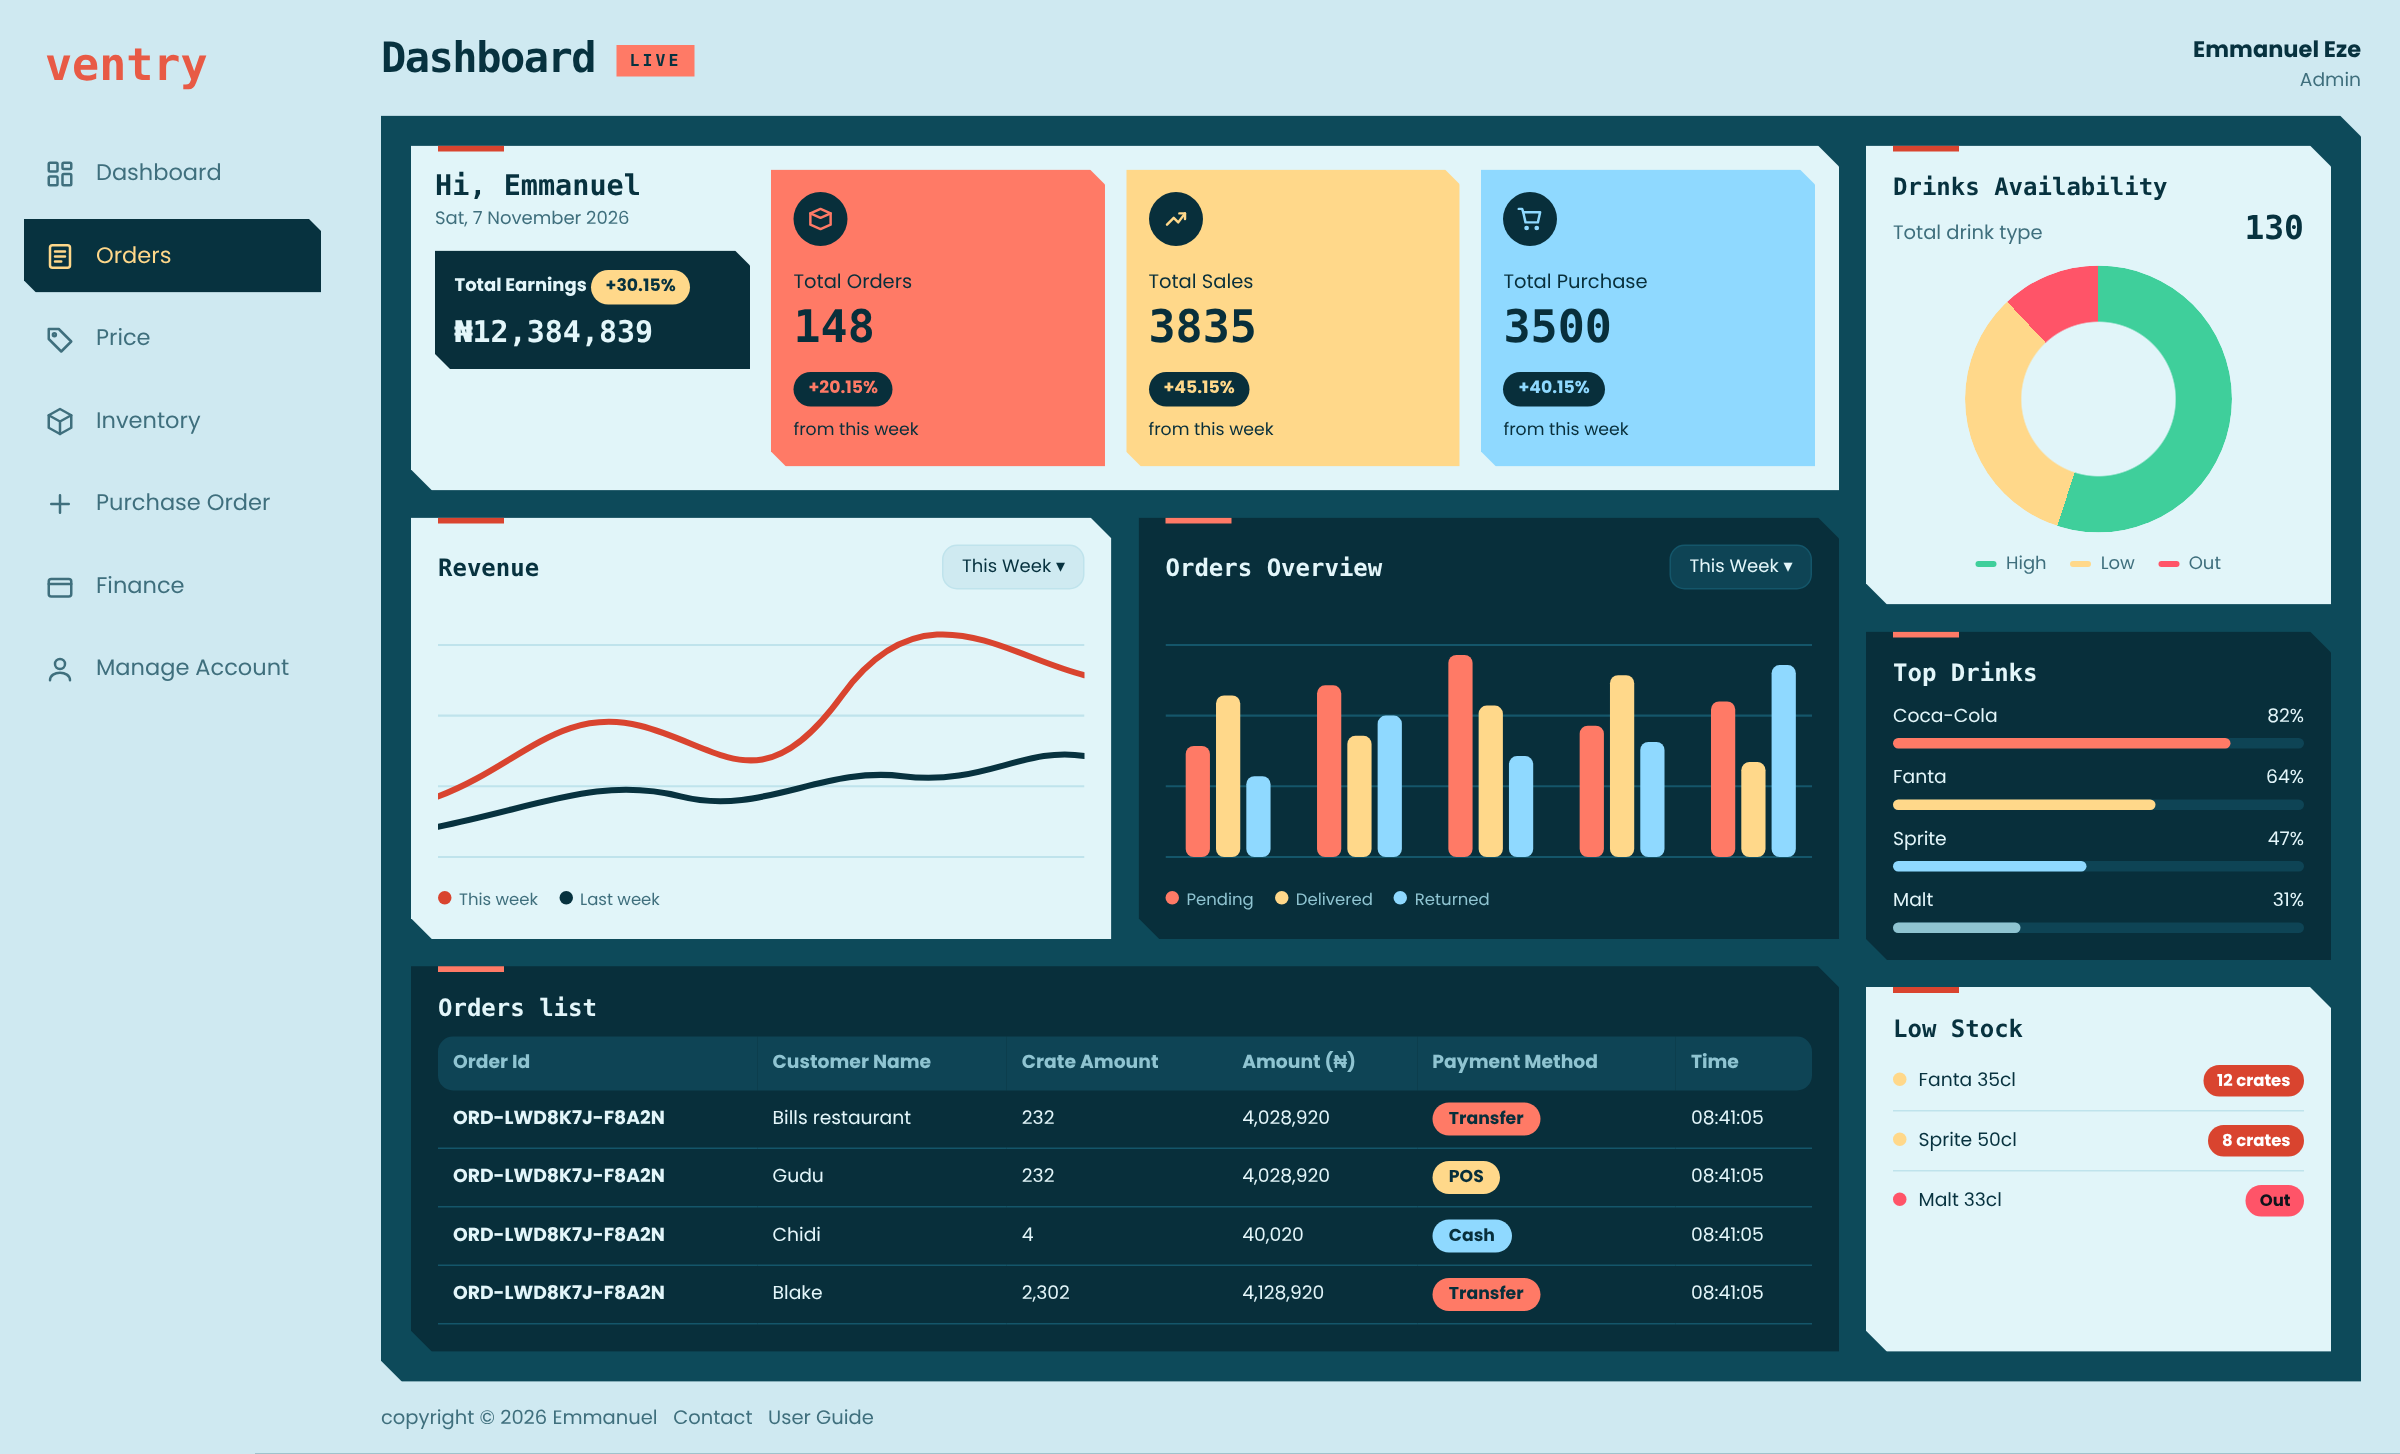 ventry
Dashboard
Orders
Price
Inventory
Purchase Order
Finance
Manage Account
Dashboard LIVE
Emmanuel Eze
Admin
Hi, Emmanuel
Sat, 7 November 2026
Total Earnings +30.15%
₦12,384,839
Total Orders
148
+20.15%
from this week
Total Sales
3835
+45.15%
from this week
Total Purchase
3500
+40.15%
from this week
Drinks Availability
Total drink type 130
High Low Out
Revenue This Week ▾
This week Last week
Orders Overview This Week ▾
Pending Delivered Returned
Top Drinks
Coca-Cola 82%
Fanta 64%
Sprite 47%
Malt 31%
Orders list
Order Id Customer Name Crate Amount Amount (₦) Payment Method Time
ORD-LWD8K7J-F8A2N Bills restaurant 232 4,028,920 Transfer 08:41:05
ORD-LWD8K7J-F8A2N Gudu 232 4,028,920 POS 08:41:05
ORD-LWD8K7J-F8A2N Chidi 4 40,020 Cash 08:41:05
ORD-LWD8K7J-F8A2N Blake 2,302 4,128,920 Transfer 08:41:05
Low Stock
Fanta 35cl 12 crates
Sprite 50cl 8 crates
Malt 33cl Out
copyright © 2026 Emmanuel Contact User Guide